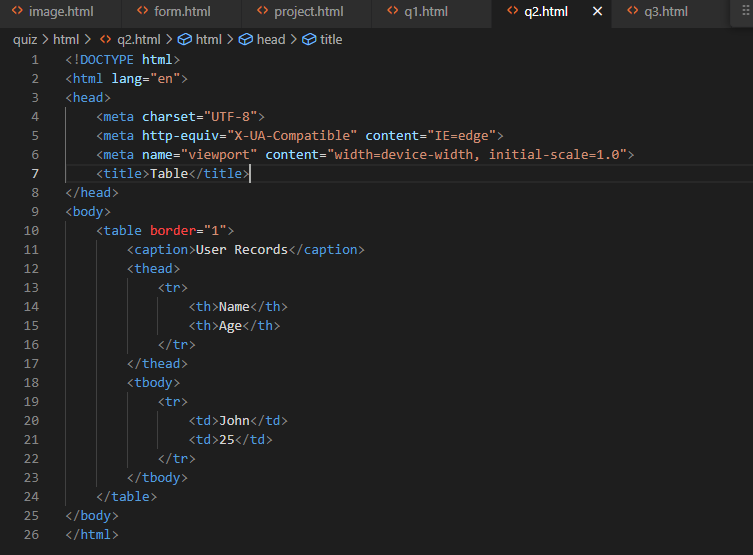 image.html form.html project.html q1.html q2.html q3.html
quiz > html > q2.html > html > head > title
1 <!DOCTYPE html>
2 <html lang="en">
3 <head>
4     <meta charset="UTF-8">
5     <meta http-equiv="X-UA-Compatible" content="IE=edge">
6     <meta name="viewport" content="width=device-width, initial-scale=1.0">
7     <title>Table</title>
8 </head>
9 <body>
10     <table border="1">
11         <caption>User Records</caption>
12         <thead>
13             <tr>
14                 <th>Name</th>
15                 <th>Age</th>
16             </tr>
17         </thead>
18         <tbody>
19             <tr>
20                 <td>John</td>
21                 <td>25</td>
22             </tr>
23         </tbody>
24     </table>
25 </body>
26 </html>